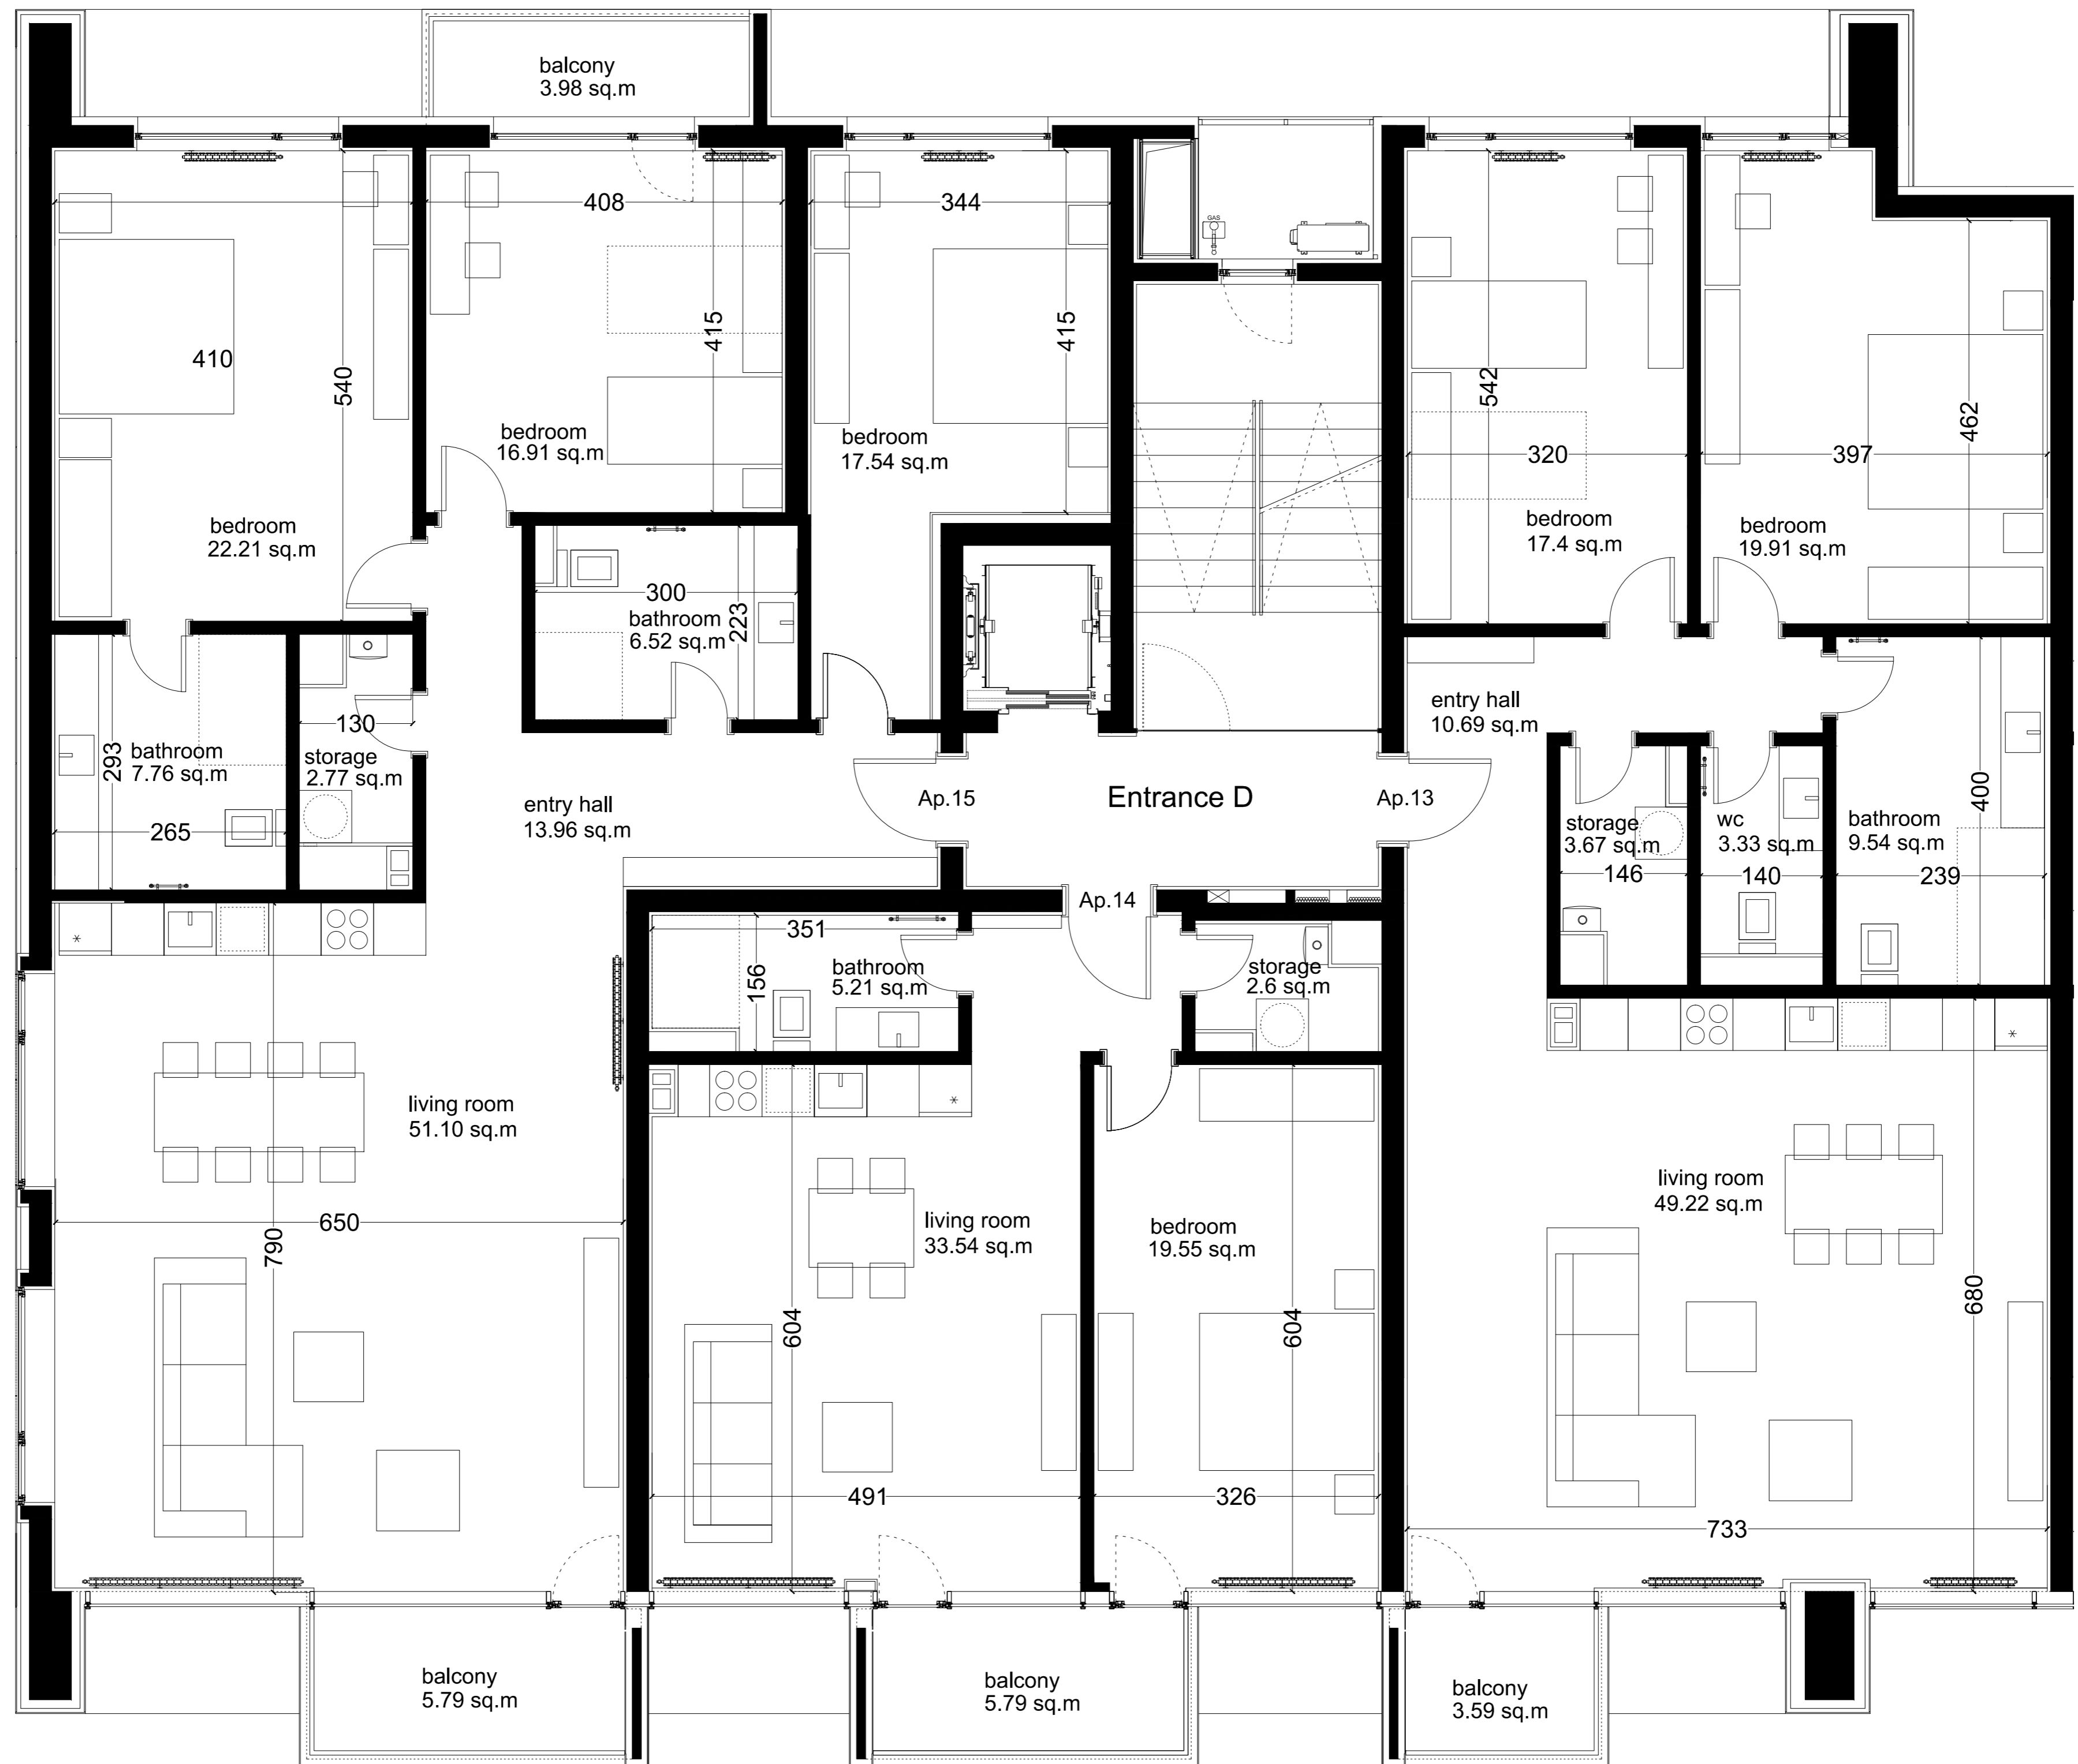 balcony
3.98 sq.m
GAS
408
344
410
540
415
415
542
462
bedroom
16.91 sq.m
bedroom
17.54 sq.m
320
397
bedroom
22.21 sq.m
bedroom
17.4 sq.m
bedroom
19.91 sq.m
300
bathroom
6.52 sq.m
223
130
storage
2.77 sq.m
293
bathroom
7.76 sq.m
265
entry hall
13.96 sq.m
Ap.15
Entrance D
Ap.13
entry hall
10.69 sq.m
storage
3.67 sq.m
146
wc
3.33 sq.m
140
bathroom
9.54 sq.m
239
400
Ap.14
351
156
bathroom
5.21 sq.m
storage
2.6 sq.m
*
*
*
living room
51.10 sq.m
650
790
living room
33.54 sq.m
604
491
bedroom
19.55 sq.m
604
326
living room
49.22 sq.m
680
733
balcony
5.79 sq.m
balcony
5.79 sq.m
balcony
3.59 sq.m